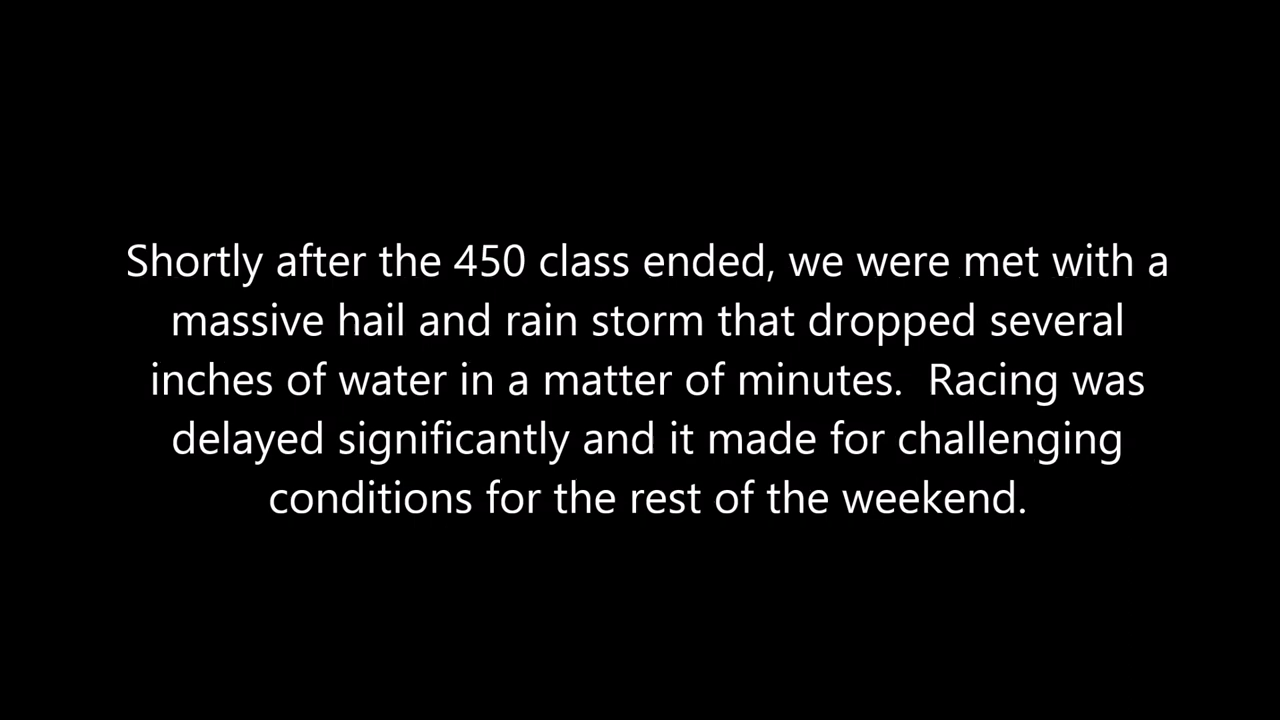 Shortly after the 450 class ended, we were met with a
massive hail and rain storm that dropped several
inches of water in a matter of minutes.  Racing was
delayed significantly and it made for challenging
conditions for the rest of the weekend.